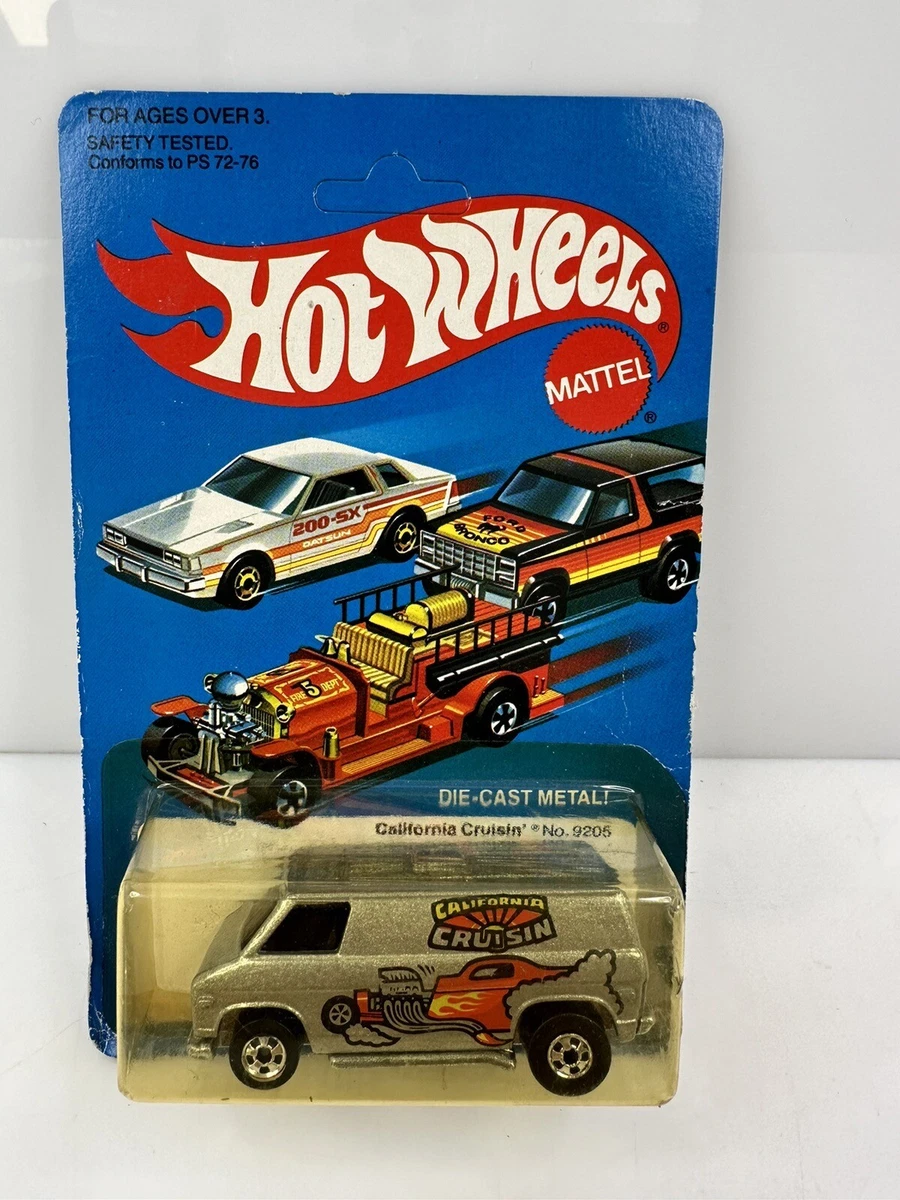 FOR AGES OVER 3.
SAFETY TESTED.
Conforms to PS 72-76
HOT WHEELS®
MATTEL®
200-SX
DATSUN
FORD
BRONCO
5
FIRE DEPT
DIE-CAST METAL!
California Cruisin'® No. 9205
CALIFORNIA
CRUISIN